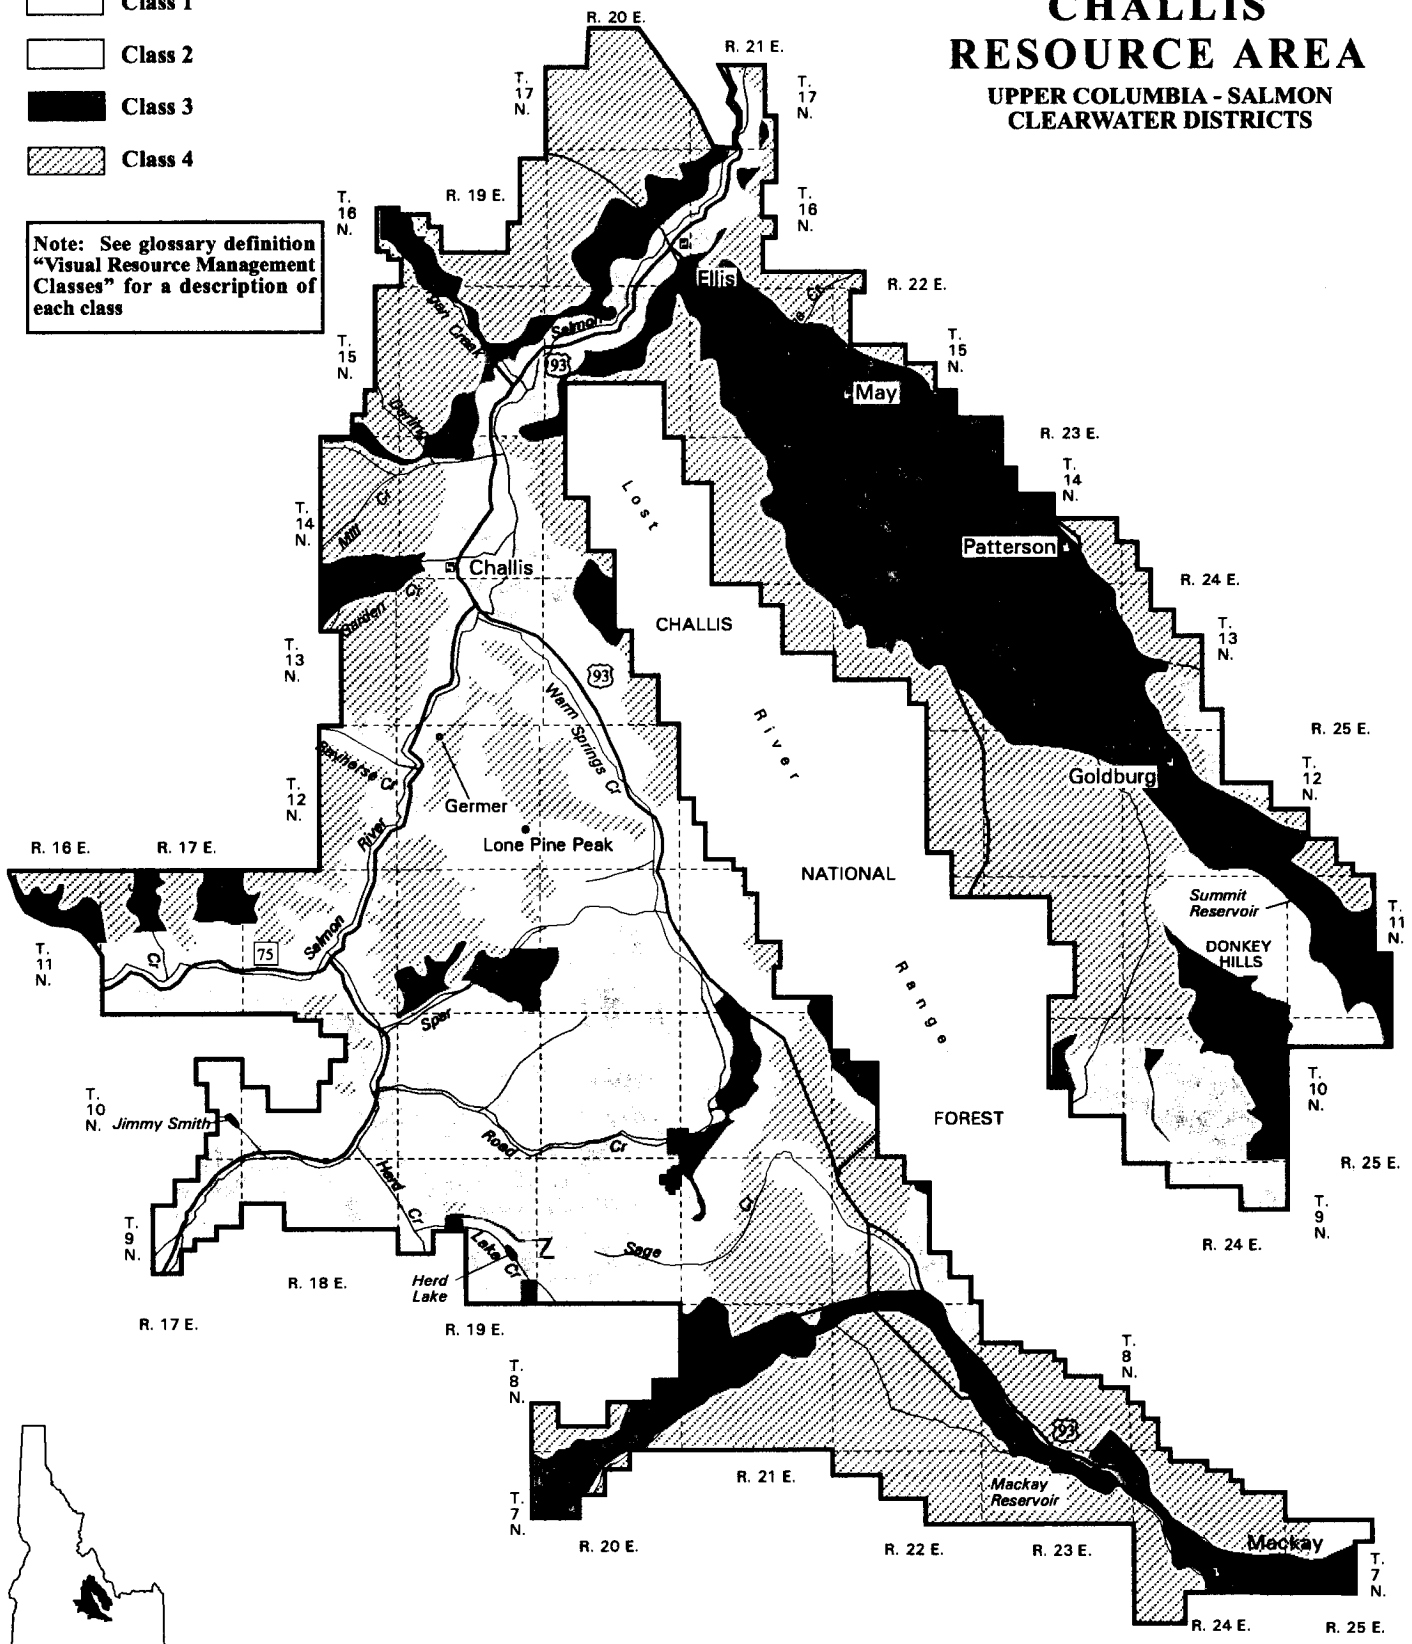 Class 1
Class 2
Class 3
Class 4
CHALLIS
RESOURCE AREA
UPPER COLUMBIA - SALMON
CLEARWATER DISTRICTS
Note: See glossary definition
“Visual Resource Management
Classes” for a description of
each class
R. 20 E.
R. 21 E.
T.
17
N.
T.
17
N.
T.
16
N.
R. 19 E.
T.
16
N.
Ellis
R. 22 E.
Cr
Creek
Salmon
93
T.
15
N.
T.
15
N.
May
R. 23 E.
T.
14
N.
Lost
Cr
Mill
T.
14
N.
Challis
Patterson
R. 24 E.
Garden Cr
CHALLIS
T.
13
N.
T.
13
N.
93
Warm Springs Cr
River
R. 25 E.
Bayhorse Cr
T.
12
N.
T.
12
N.
Goldburg
Germer
River
Lone Pine Peak
R. 16 E.
R. 17 E.
NATIONAL
Summit
Reservoir
T.
11
N.
Salmon
75
Cr
T.
11
N.
DONKEY
HILLS
Range
Spar
T.
10
N.
T.
10
N.
Jimmy Smith
FOREST
Road Cr
R. 25 E.
Herd Cr
T.
9
N.
T.
9
N.
Cr
Sage
Lake Cr
R. 24 E.
Herd
Lake
R. 18 E.
R. 17 E.
R. 19 E.
T.
8
N.
T.
8
N.
93
R. 21 E.
Mackay
Reservoir
T.
7
N.
R. 20 E.
R. 22 E.
R. 23 E.
Mackay
T.
7
N.
R. 24 E.
R. 25 E.